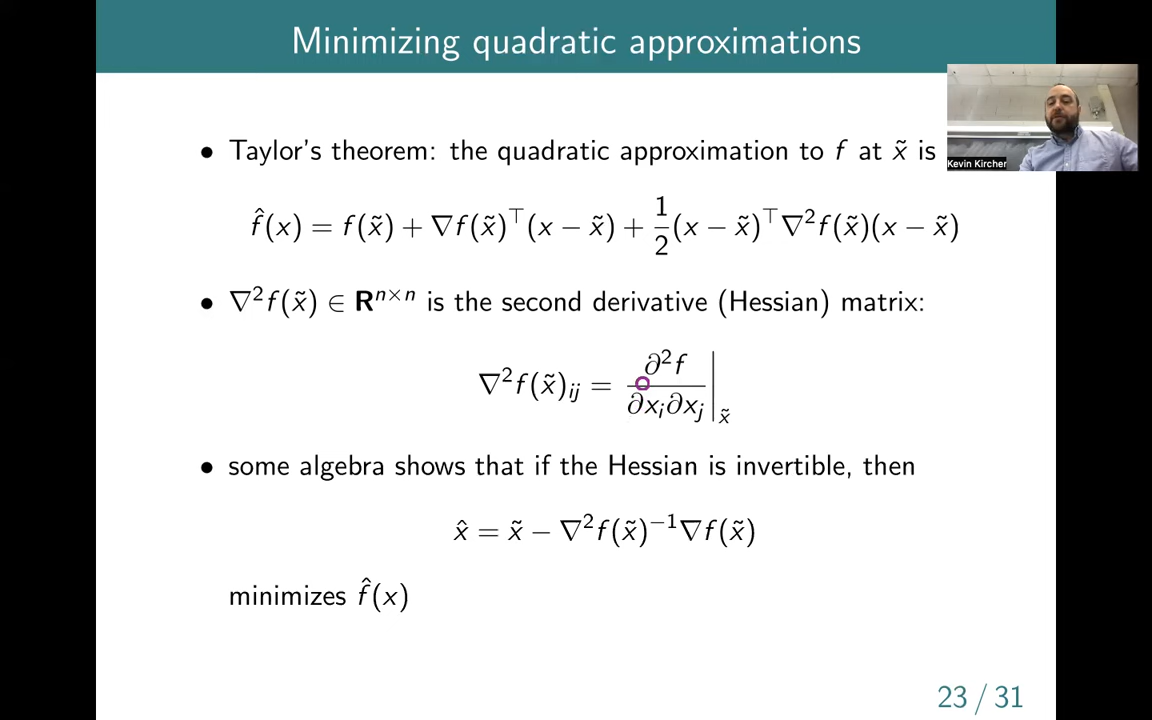 Minimizing quadratic approximations
• Taylor's theorem: the quadratic approximation to f at x̃ is
f̂(x) = f(x̃) + ∇f(x̃)⊤(x − x̃) + 1/2(x − x̃)⊤∇²f(x̃)(x − x̃)
• ∇²f(x̃) ∈ Rⁿˣⁿ is the second derivative (Hessian) matrix:
∇²f(x̃)ij = ∂²f/∂xi∂xj|x̃
• some algebra shows that if the Hessian is invertible, then
x̂ = x̃ − ∇²f(x̃)⁻¹∇f(x̃)
minimizes f̂(x)
Kevin Kircher
23 / 31